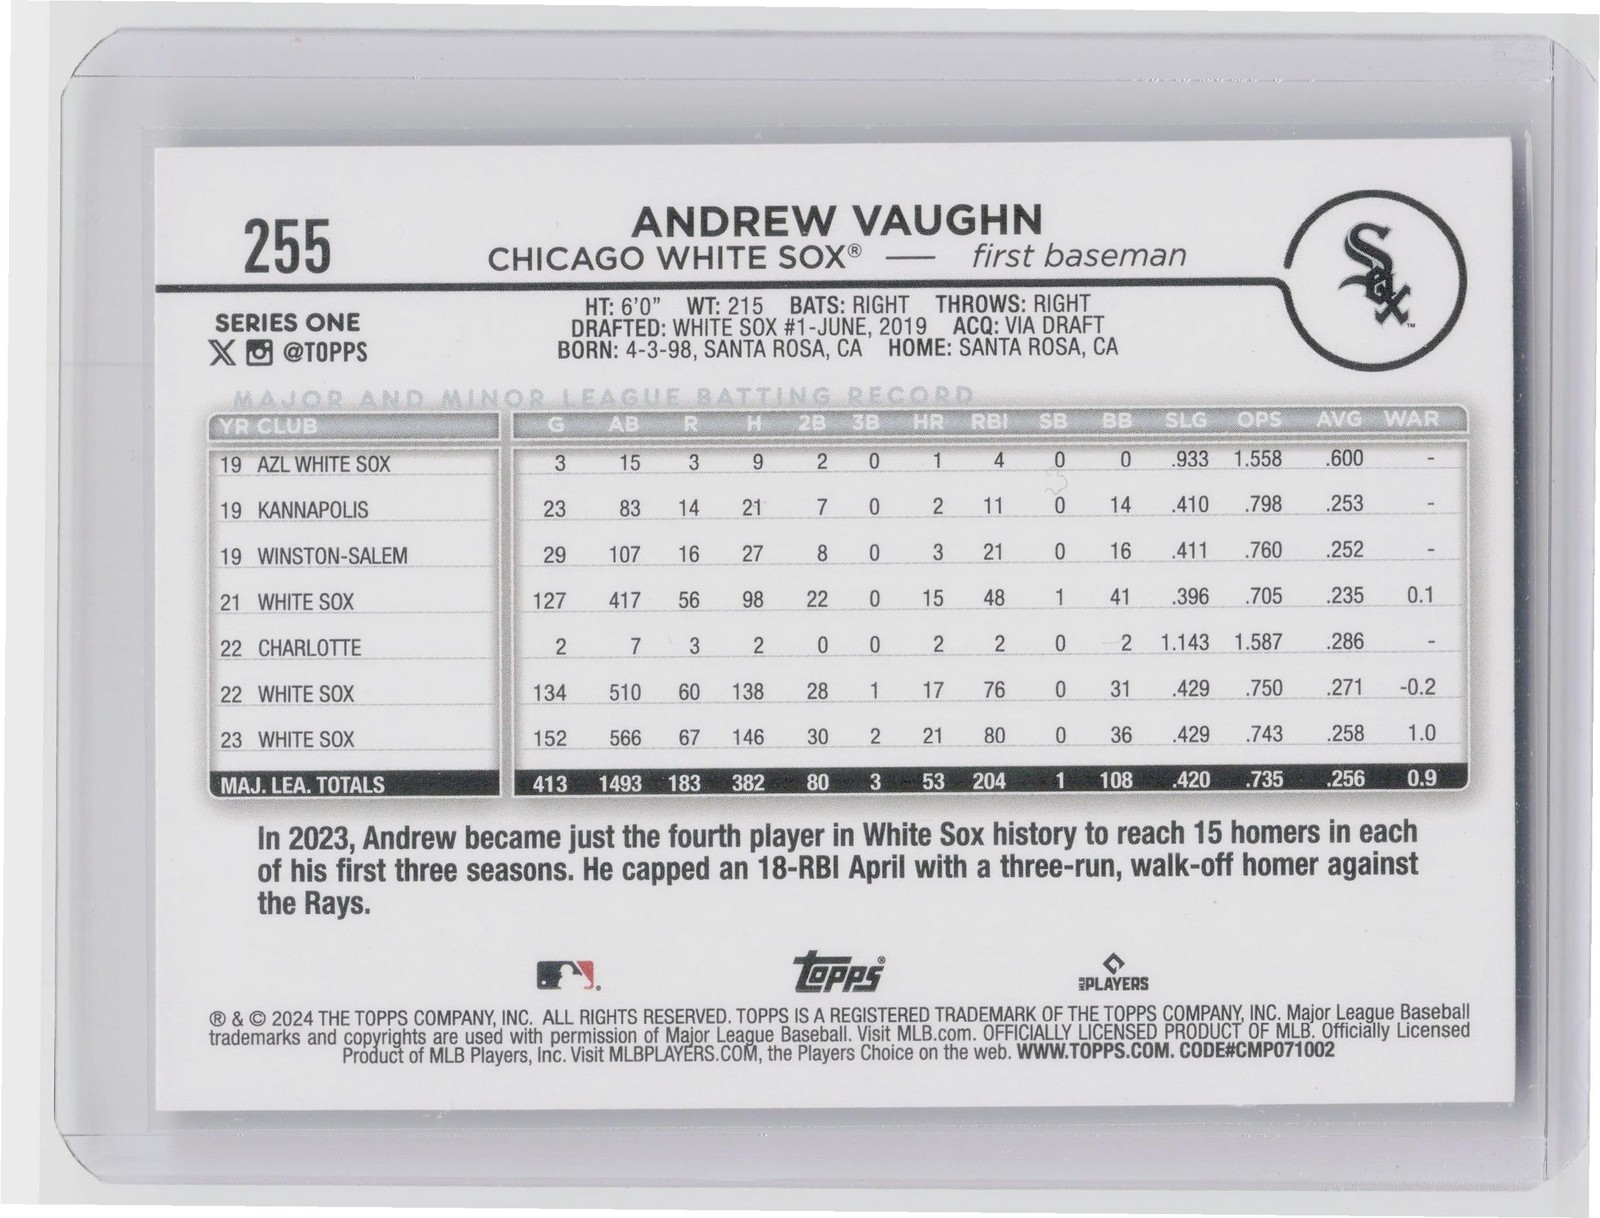 255
ANDREW VAUGHN
CHICAGO WHITE SOX® — first baseman
Sox™
SERIES ONE
X @TOPPS
HT: 6'0" WT: 215 BATS: RIGHT THROWS: RIGHT
DRAFTED: WHITE SOX #1-JUNE, 2019 ACQ: VIA DRAFT
BORN: 4-3-98, SANTA ROSA, CA HOME: SANTA ROSA, CA
MAJOR AND MINOR LEAGUE BATTING RECORD
YR CLUB G AB R H 2B 3B HR RBI SB BB SLG OPS AVG WAR
19 AZL WHITE SOX 3 15 3 9 2 0 1 4 0 0 .933 1.558 .600 -
19 KANNAPOLIS 23 83 14 21 7 0 2 11 0 14 .410 .798 .253 -
19 WINSTON-SALEM 29 107 16 27 8 0 3 21 0 16 .411 .760 .252 -
21 WHITE SOX 127 417 56 98 22 0 15 48 1 41 .396 .705 .235 0.1
22 CHARLOTTE 2 7 3 2 0 0 2 2 0 2 1.143 1.587 .286 -
22 WHITE SOX 134 510 60 138 28 1 17 76 0 31 .429 .750 .271 -0.2
23 WHITE SOX 152 566 67 146 30 2 21 80 0 36 .429 .743 .258 1.0
MAJ. LEA. TOTALS 413 1493 183 382 80 3 53 204 1 108 .420 .735 .256 0.9
In 2023, Andrew became just the fourth player in White Sox history to reach 15 homers in each
of his first three seasons. He capped an 18-RBI April with a three-run, walk-off homer against
the Rays.
Topps® MLB PLAYERS
® & © 2024 THE TOPPS COMPANY, INC. ALL RIGHTS RESERVED. TOPPS IS A REGISTERED TRADEMARK OF THE TOPPS COMPANY, INC. Major League Baseball
trademarks and copyrights are used with permission of Major League Baseball. Visit MLB.com. OFFICIALLY LICENSED PRODUCT OF MLB. Officially Licensed
Product of MLB Players, Inc. Visit MLBPLAYERS.COM, the Players Choice on the web. WWW.TOPPS.COM. CODE#CMP071002